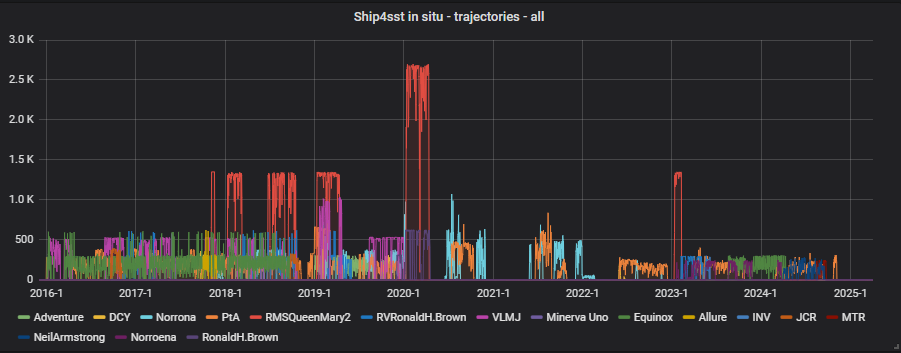 Ship4sst in situ - trajectories - all
3.0 K
2.5 K
2.0 K
1.5 K
1.0 K
500
0
2016-1 2017-1 2018-1 2019-1 2020-1 2021-1 2022-1 2023-1 2024-1 2025-1
Adventure DCY Norrona PtA RMSQueenMary2 RVRonaldH.Brown VLMJ Minerva Uno Equinox Allure INV JCR MTR
NeilArmstrong Norroena RonaldH.Brown